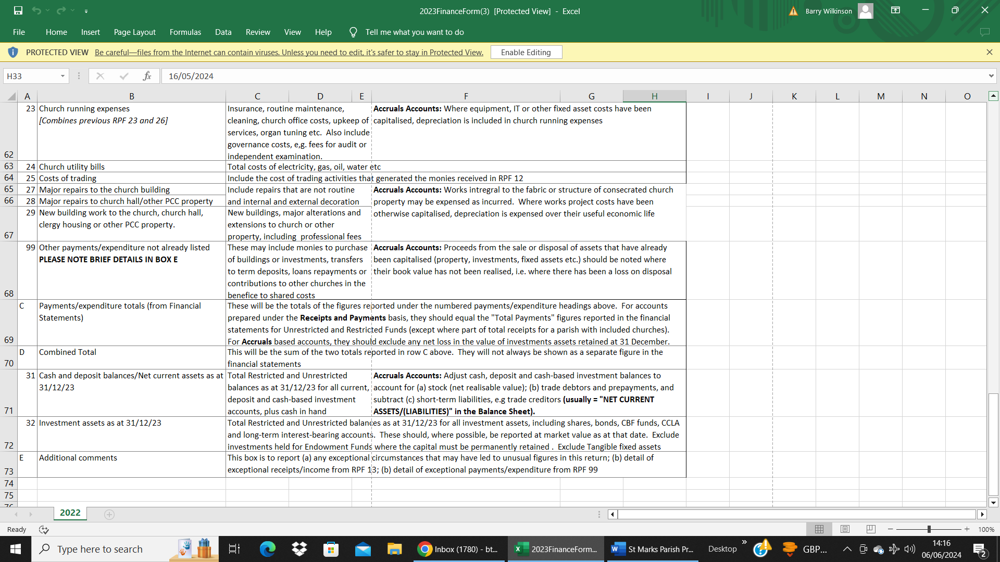 2023FinanceForm(3) [Protected View] - Excel
Barry Wilkinson
File Home Insert Page Layout Formulas Data Review View Help Tell me what you want to do
PROTECTED VIEW Be careful—files from the Internet can contain viruses. Unless you need to edit, it's safer to stay in Protected View. Enable Editing
H33 fx 16/05/2024
A B C D E F G H I J K L M N O
62
23 Church running expenses
[Combines previous RPF 23 and 26]
Insurance, routine maintenance,
cleaning, church office costs, upkeep of
services, organ tuning etc. Also include
governance costs, e,g. fees for audit or
independent examination.
Accruals Accounts: Where equipment, IT or other fixed asset costs have been
capitalised, depreciation is included in church running expenses
63 24 Church utility bills Total costs of electricity, gas, oil, water etc
64 25 Costs of trading Include the cost of trading activities that generated the monies received in RPF 12
65 27 Major repairs to the church building
66 28 Major repairs to church hall/other PCC property
Include repairs that are not routine
and internal and external decoration
67
29 New building work to the church, church hall,
clergy housing or other PCC property.
New buildings, major alterations and
extensions to church or other
property, including professional fees
Accruals Accounts: Works intregral to the fabric or structure of consecrated church
property may be expensed as incurred. Where works project costs have been
otherwise capitalised, depreciation is expensed over their useful economic life
68
99 Other payments/expenditure not already listed
PLEASE NOTE BRIEF DETAILS IN BOX E
These may include monies to purchase
of buildings or investments, transfers
to term deposits, loans repayments or
contributions to other churches in the
benefice to shared costs
Accruals Accounts: Proceeds from the sale or disposal of assets that have already
been capitalised (property, investments, fixed assets etc.) should be noted where
their book value has not been realised, i.e. where there has been a loss on disposal
69
C Payments/expenditure totals (from Financial
Statements)
These will be the totals of the figures reported under the numbered payments/expenditure headings above. For accounts
prepared under the Receipts and Payments basis, they should equal the "Total Payments" figures reported in the financial
statements for Unrestricted and Restricted Funds (except where part of total receipts for a parish with included churches).
For Accruals based accounts, they should exclude any net loss in the value of investments assets retained at 31 December.
70
D Combined Total
This will be the sum of the two totals reported in row C above. They will not always be shown as a separate figure in the
financial statements
71
31 Cash and deposit balances/Net current assets as at
31/12/23
Total Restricted and Unrestricted
balances as at 31/12/23 for all current,
deposit and cash-based investment
accounts, plus cash in hand
Accruals Accounts: Adjust cash, deposit and cash-based investment balances to
account for (a) stock (net realisable value); (b) trade debtors and prepayments, and
subtract (c) short-term liabilities, e.g trade creditors (usually = "NET CURRENT
ASSETS/(LIABILITIES)" in the Balance Sheet).
72
32 Investment assets as at 31/12/23
Total Restricted and Unrestricted balances as at 31/12/23 for all investment assets, including shares, bonds, CBF funds, CCLA
and long-term interest-bearing accounts. These should, where possible, be reported at market value as at that date. Exclude
investments held for Endowment Funds where the capital must be permanently retained . Exclude Tangible fixed assets
73
E Additional comments
This box is to report (a) any exceptional circumstances that may have led to unusual figures in this return; (b) detail of
exceptional receipts/income from RPF 13; (b) detail of exceptional payments/expenditure from RPF 99
74
75
76
2022
Ready 100%
Type here to search
Inbox (1780) - bt...
2023FinanceForm...
St Marks Parish Pr...
Desktop
GBP...
14:16
06/06/2024
2